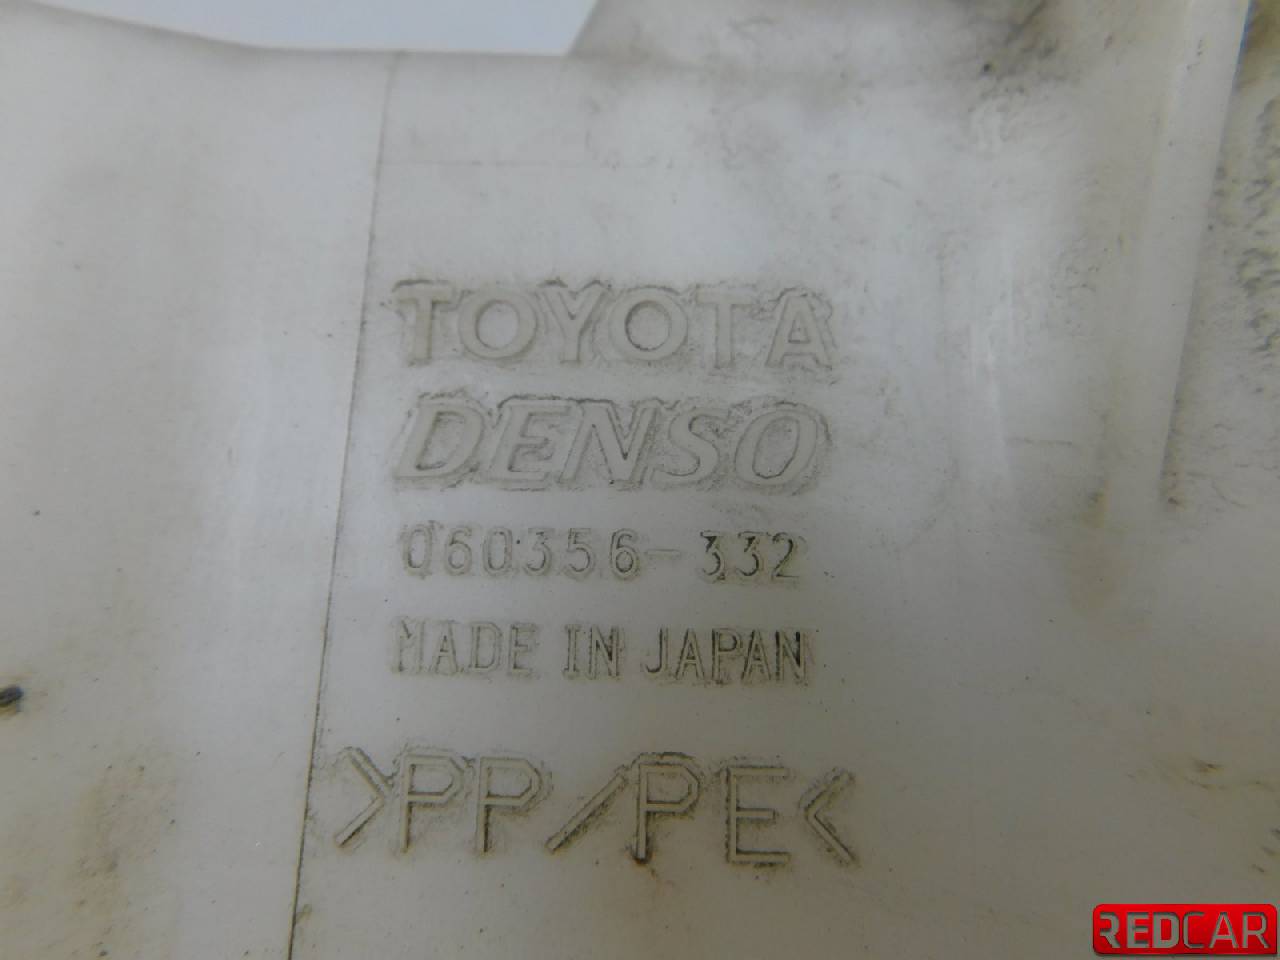 TOYOTA
DENSO
060356-332
MADE IN JAPAN
>PP/PE<
REDCAR